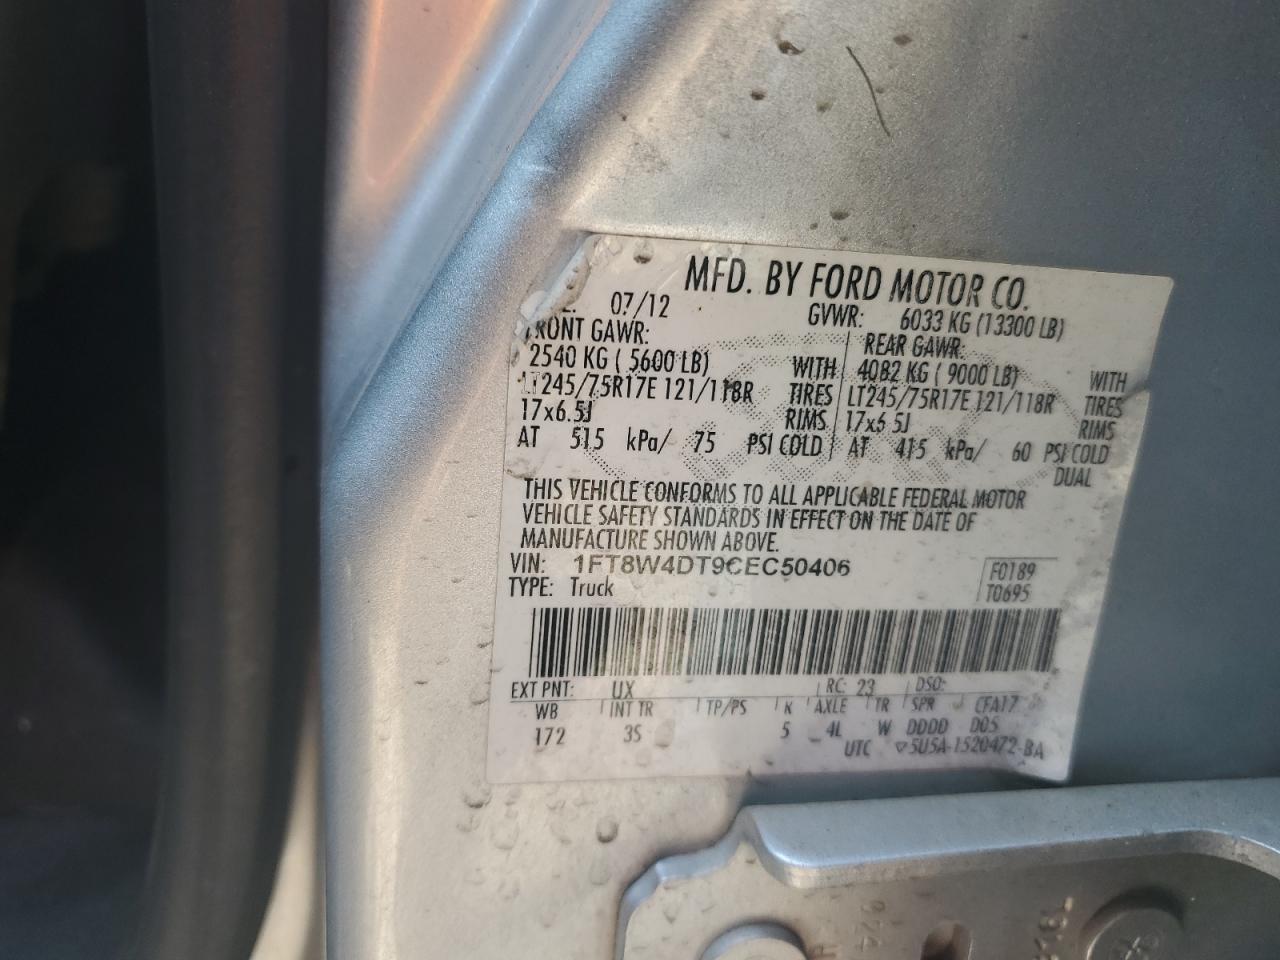 MFD. BY FORD MOTOR CO.
07/12 GVWR: 6033 KG (13300 LB)
FRONT GAWR: REAR GAWR:
2540 KG ( 5600 LB) WITH 4082 KG ( 9000 LB) WITH
LT245/75R17E 121/118R TIRES LT245/75R17E 121/118R TIRES
17x6.5J RIMS 17x6.5J RIMS
AT 515 kPa/ 75 PSI COLD AT 415 kPa/ 60 PSI COLD
DUAL
THIS VEHICLE CONFORMS TO ALL APPLICABLE FEDERAL MOTOR
VEHICLE SAFETY STANDARDS IN EFFECT ON THE DATE OF
MANUFACTURE SHOWN ABOVE.
VIN: 1FT8W4DT9CEC50406 F0189
TYPE: Truck T0695
EXT PNT: UX RC: 23 DSO:
WB INT TR TP/PS R AXLE TR SPR CFA17
172 3S 5 4L W DDDD D05
UTC ▽5U5A-1520472-BA
924